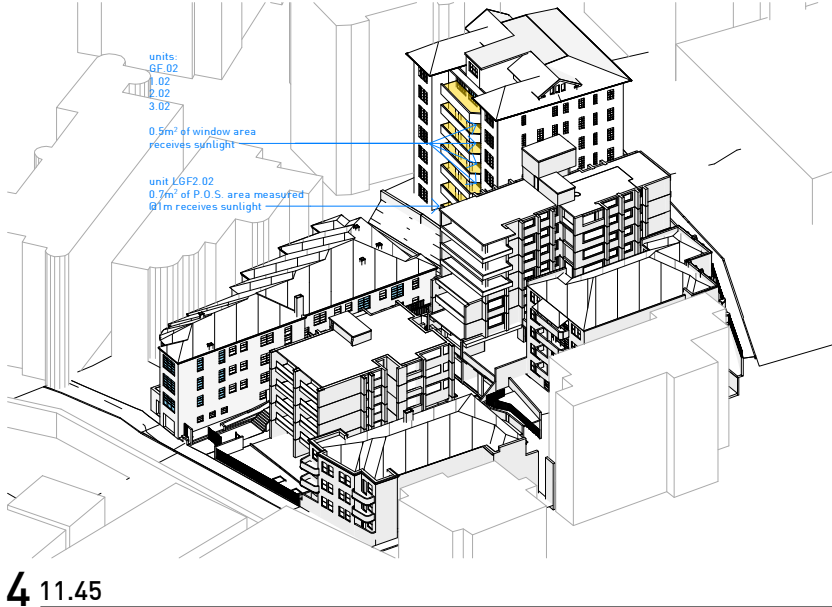 units:
GF.02
1.02
2.02
3.02
0.5m² of window area
receives sunlight
unit LGF2.02
0.7m² of P.O.S. area measured
@1m receives sunlight
4 11.45